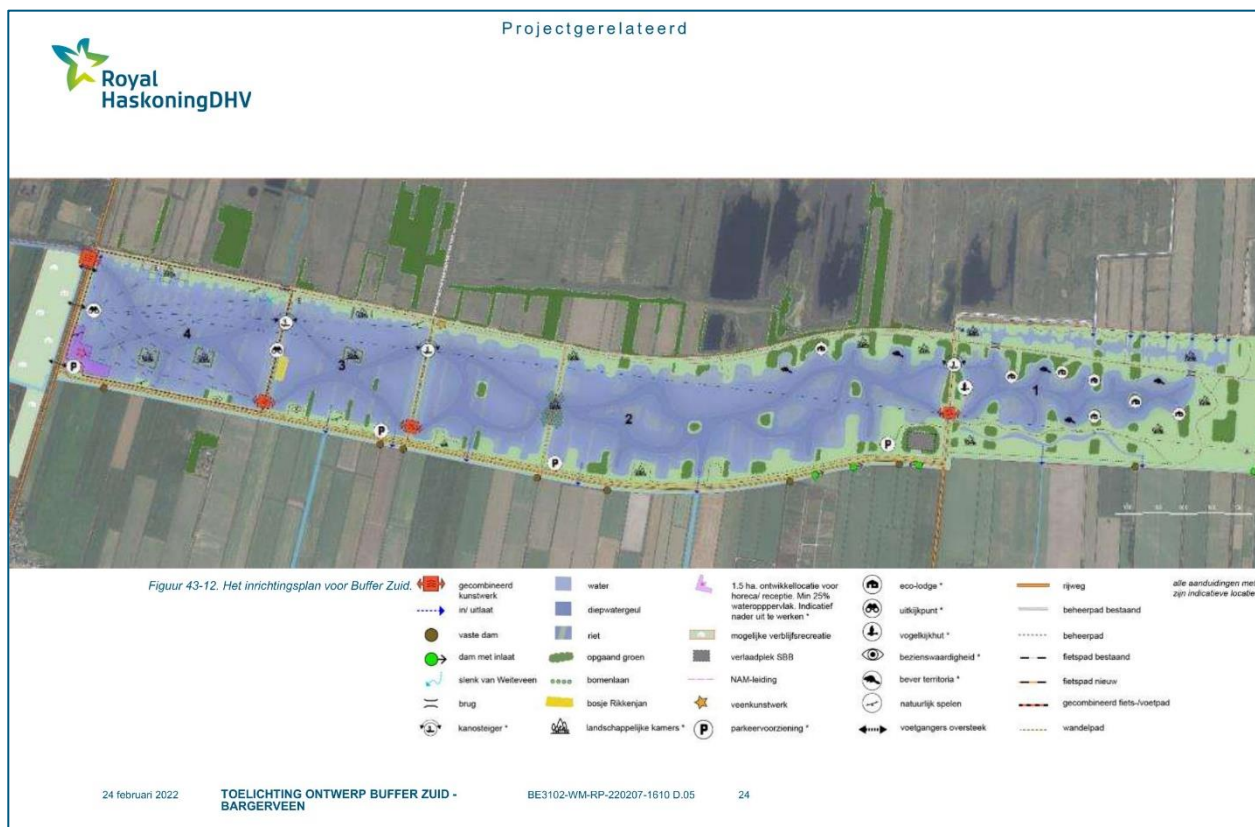 Projectgerelateerd
Royal
HaskoningDHV
4
3
2
1
P
P
P
P
Figuur 43-12. Het inrichtingsplan voor Buffer Zuid.
gecombineerd
kunstwerk
in/ uitlaat
vaste dam
dam met inlaat
slenk van Weiteveen
brug
kanosteiger *
water
diepwatergeul
riet
opgaand groen
bomenlaan
bosje Rikkenjan
landschappelijke kamers *
1.5 ha. ontwikkellocatie voor
horeca/ receptie. Min 25%
wateropppervlak. Indicatief
nader uit te werken *
mogelijke verblijfsrecreatie
verlaadplek SBB
NAM-leiding
veenkunstwerk
P parkeervoorziening *
eco-lodge *
uitkijkpunt *
vogelkijkhut *
bezienswaardigheid *
bever territoria *
natuurlijk spelen
voetgangers oversteek
rijweg
beheerpad bestaand
beheerpad
fietspad bestaand
fietspad nieuw
gecombineerd fiets-/voetpad
wandelpad
alle aanduidingen met
zijn indicatieve locatie
24 februari 2022
TOELICHTING ONTWERP BUFFER ZUID -
BARGERVEEN
BE3102-WM-RP-220207-1610 D.05
24